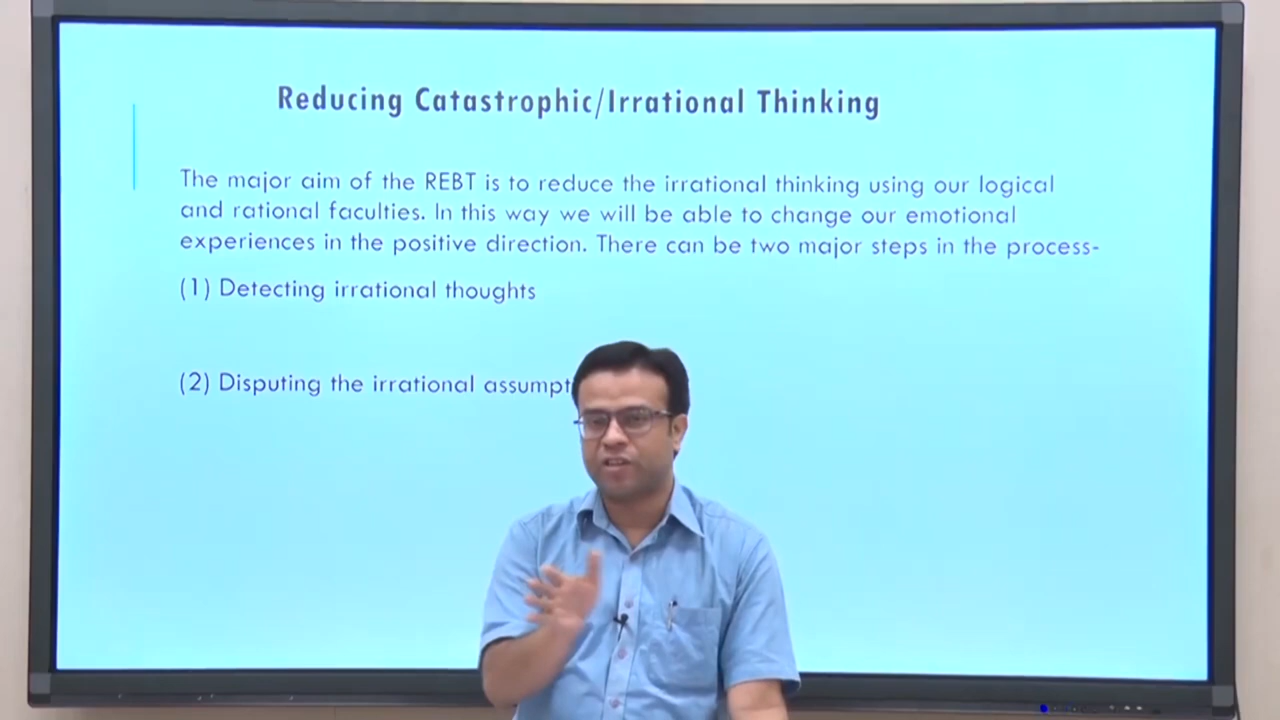 Reducing Catastrophic/Irrational Thinking
The major aim of the REBT is to reduce the irrational thinking using our logical
and rational faculties. In this way we will be able to change our emotional
experiences in the positive direction. There can be two major steps in the process-
(1) Detecting irrational thoughts
(2) Disputing the irrational